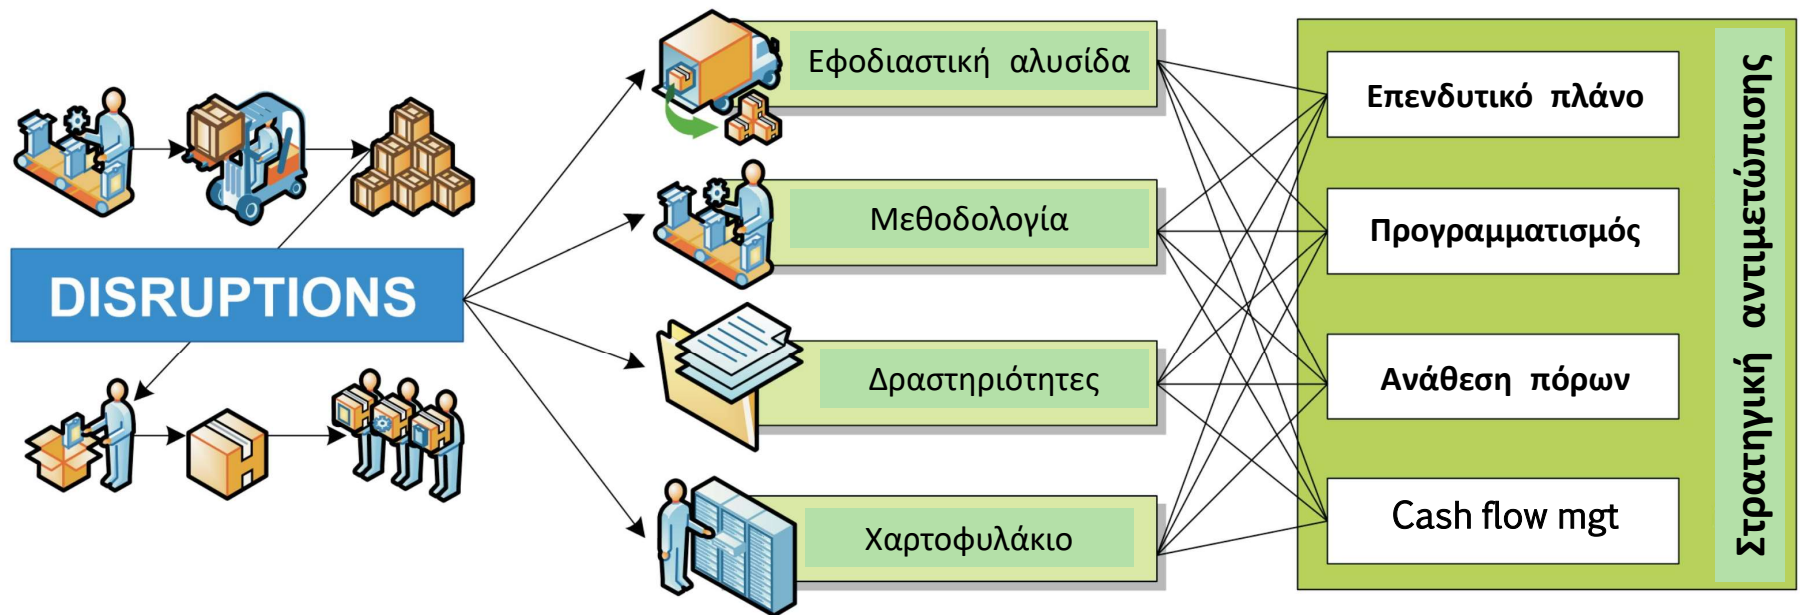 DISRUPTIONS
Εφοδιαστική αλυσίδα
Μεθοδολογία
Δραστηριότητες
Χαρτοφυλάκιο
Επενδυτικό πλάνο
Προγραμματισμός
Ανάθεση πόρων
Cash flow mgt
Στρατηγική αντιμετώπισης